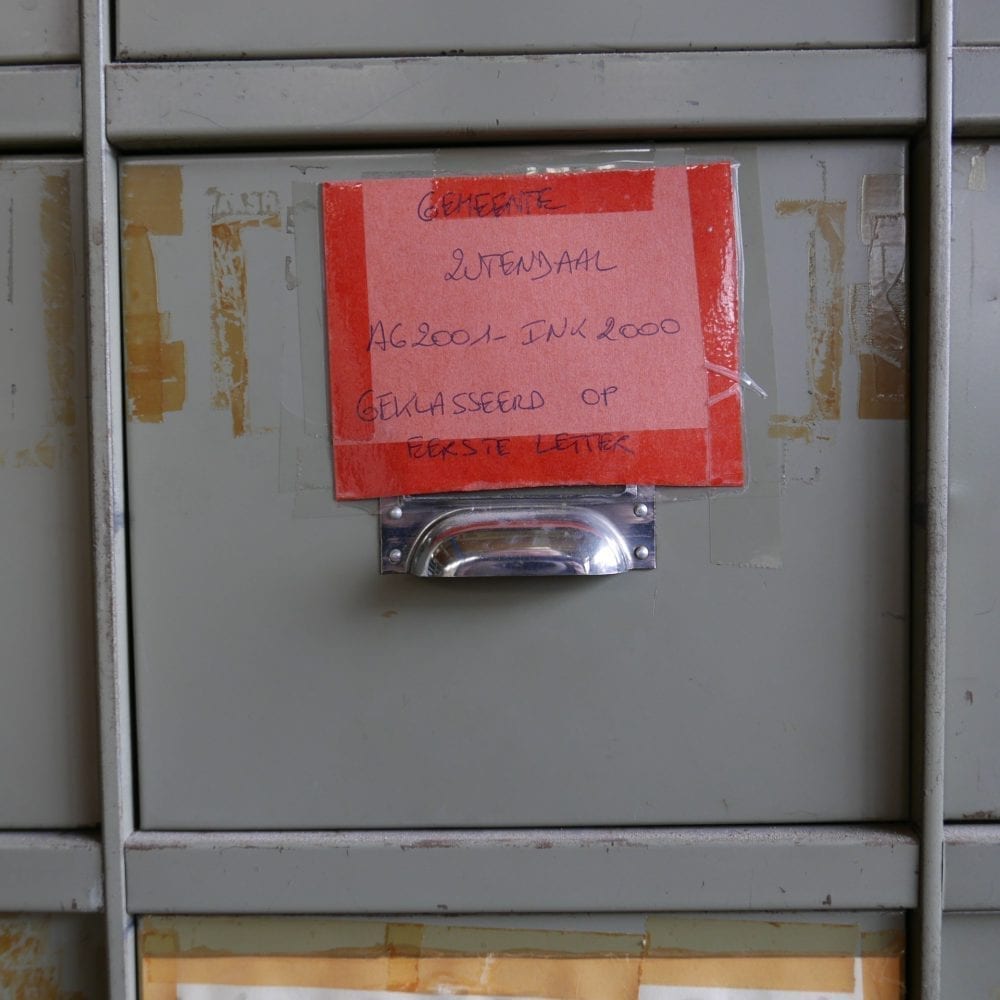 GEMEENTE
ZUTENDAAL
AG2001- INK 2000
GEKLASSEERD OP
EERSTE LETTER